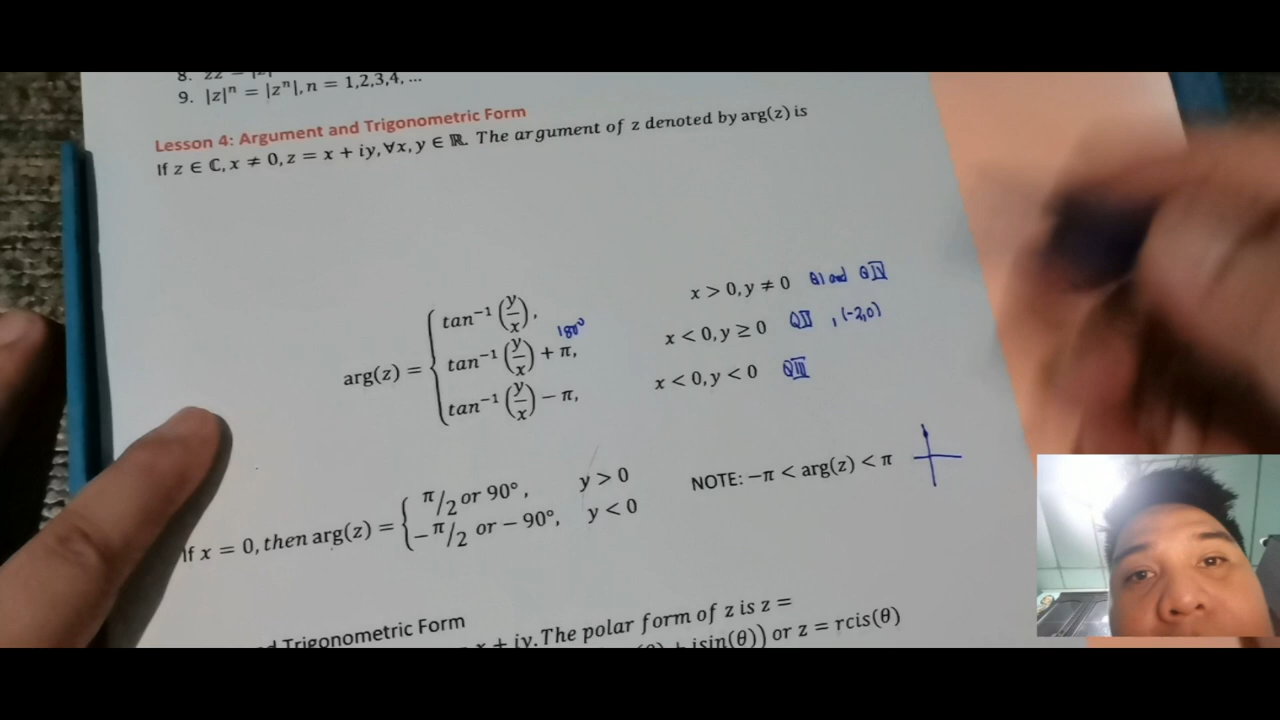 9. |z|ⁿ = |zⁿ|, n = 1,2,3,4, ...
Lesson 4: Argument and Trigonometric Form
If z ∈ ℂ, x ≠ 0, z = x + iy, ∀x, y ∈ ℝ. The argument of z denoted by arg(z) is
tan⁻¹(y/x), x > 0, y ≠ 0 QI and QIV
180°
arg(z) = { tan⁻¹(y/x) + π, x < 0, y ≥ 0 QII , (-2,0)
tan⁻¹(y/x) − π, x < 0, y < 0 QIII
π/2 or 90°, y > 0 NOTE: −π < arg(z) < π
If x = 0, then arg(z) = { −π/2 or − 90°, y < 0
Trigonometric Form
x + iy. The polar form of z is z =
isin(θ)) or z = rcis(θ)